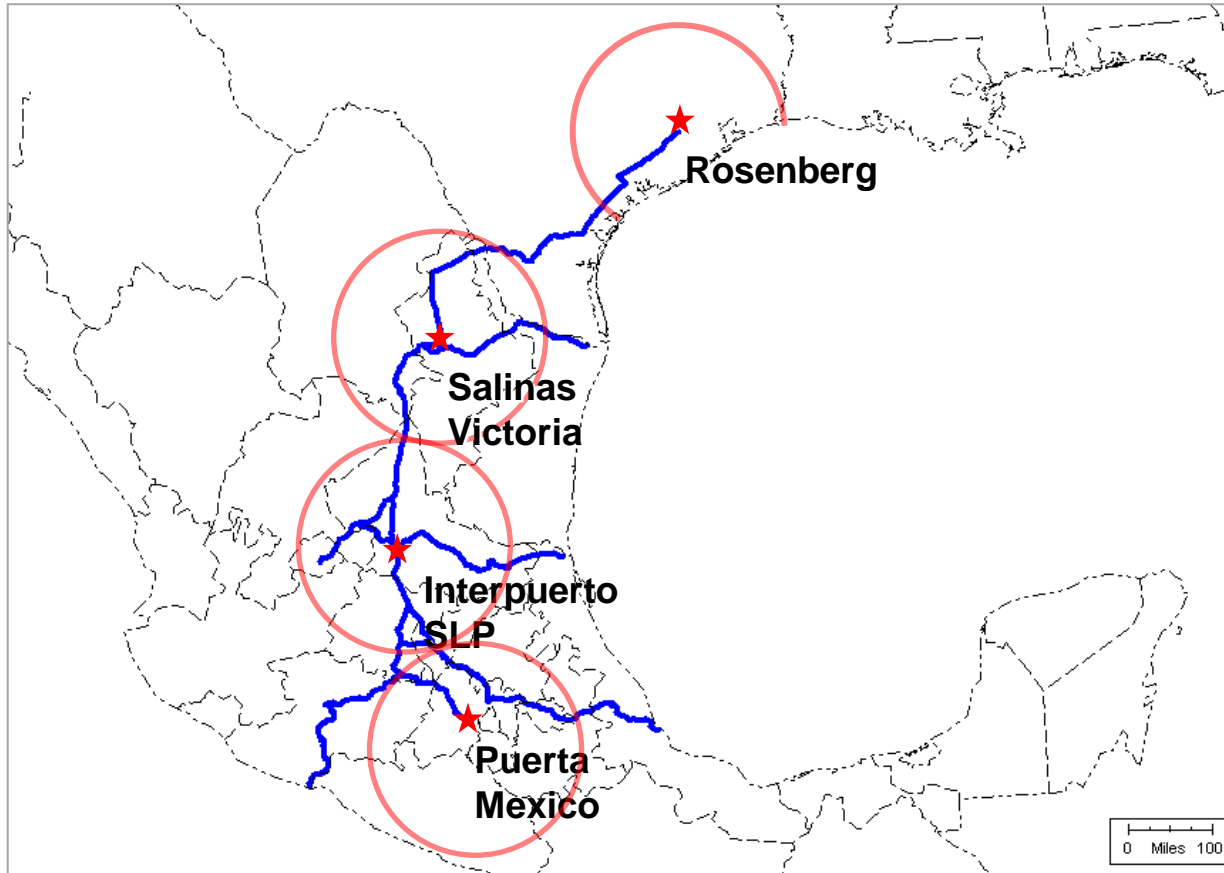 Rosenberg
Salinas
Victoria
Interpuerto
SLP
Puerta
Mexico
0 Miles 100